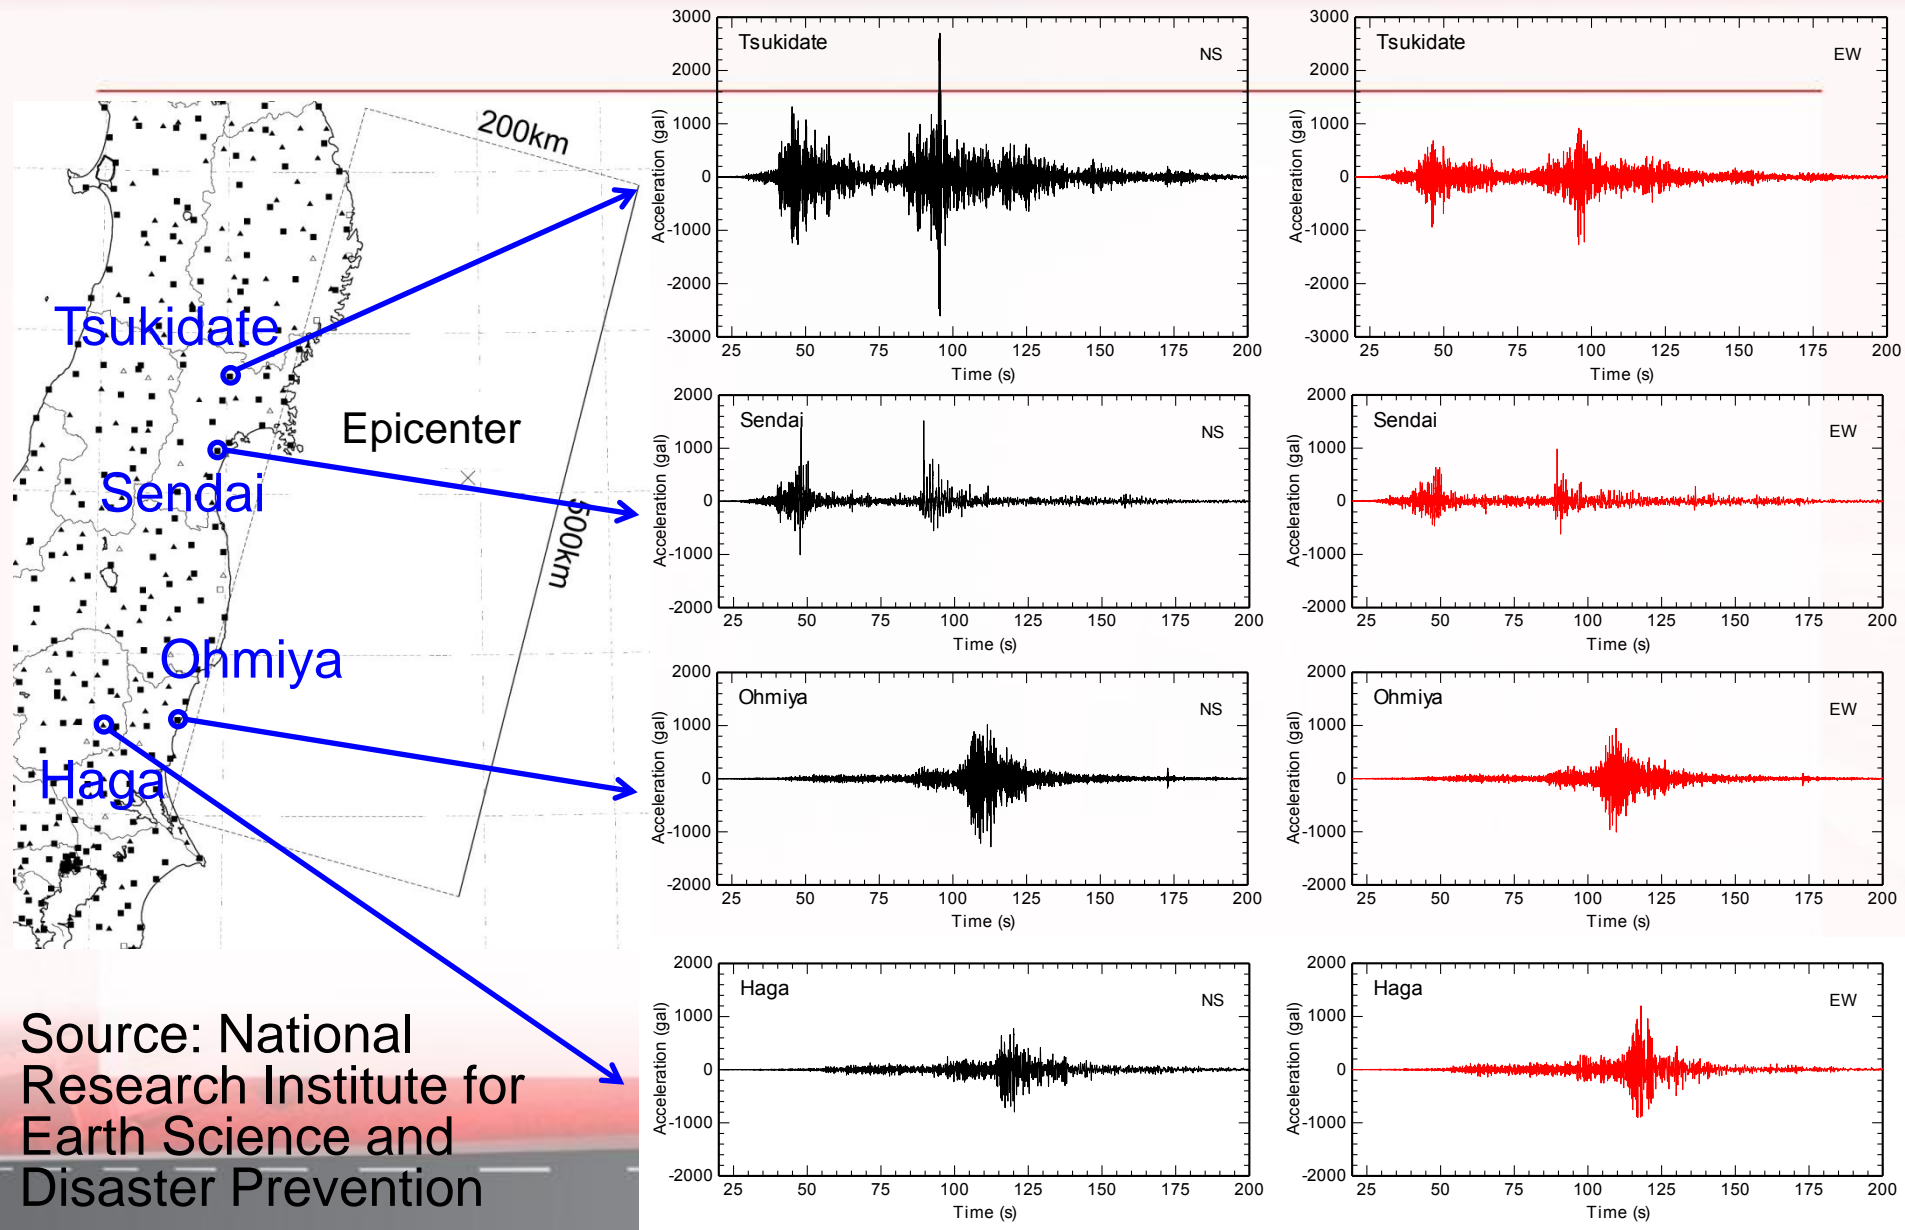 200km
Tsukidate
Epicenter
Sendai
500km
Ohmiya
Haga
Source: National
Research Institute for
Earth Science and
Disaster Prevention
Tsukidate
NS
Acceleration (gal)
3000
2000
1000
0
-1000
-2000
-3000
25 50 75 100 125 150 175 200
Time (s)
Tsukidate
EW
Acceleration (gal)
3000
2000
1000
0
-1000
-2000
-3000
25 50 75 100 125 150 175 200
Time (s)
Sendai
NS
Acceleration (gal)
2000
1000
0
-1000
-2000
25 50 75 100 125 150 175 200
Time (s)
Sendai
EW
Acceleration (gal)
2000
1000
0
-1000
-2000
25 50 75 100 125 150 175 200
Time (s)
Ohmiya
NS
Acceleration (gal)
2000
1000
0
-1000
-2000
25 50 75 100 125 150 175 200
Time (s)
Ohmiya
EW
Acceleration (gal)
2000
1000
0
-1000
-2000
25 50 75 100 125 150 175 200
Time (s)
Haga
NS
Acceleration (gal)
2000
1000
0
-1000
-2000
25 50 75 100 125 150 175 200
Time (s)
Haga
EW
Acceleration (gal)
2000
1000
0
-1000
-2000
25 50 75 100 125 150 175 200
Time (s)